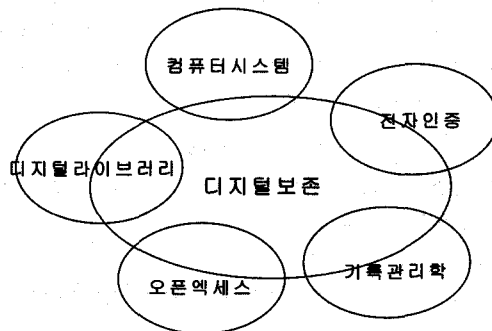 컴퓨터시스템
전자인증
디지털라이브러리
디지털보존
기록관리학
오픈엑세스